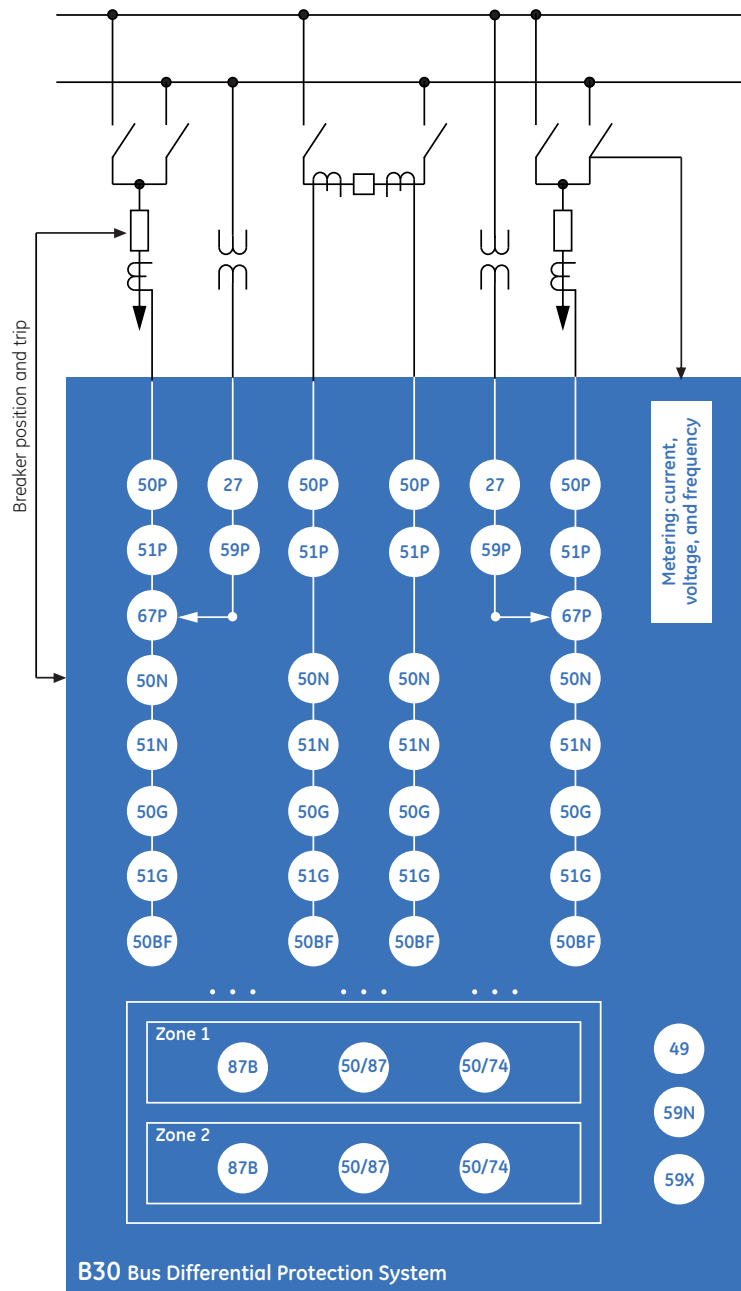 Breaker position and trip
Metering: current,
voltage, and frequency
50P 27 50P 50P 27 50P
51P 59P 51P 51P 59P 51P
67P 67P
50N 50N 50N 50N
51N 51N 51N 51N
50G 50G 50G 50G
51G 51G 51G 51G
50BF 50BF 50BF 50BF
. . . . . . . . .
Zone 1
87B 50/87 50/74
49
59N
Zone 2
87B 50/87 50/74
59X
B30 Bus Differential Protection System